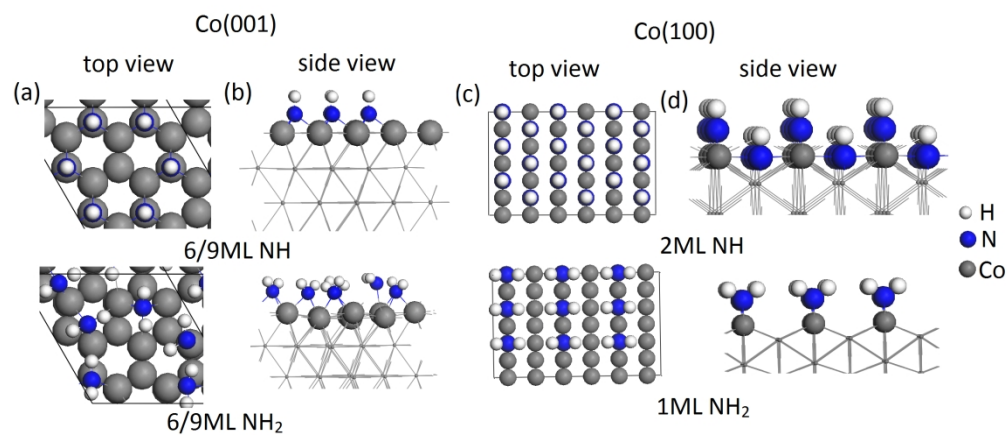 Co(001)
Co(100)
top view
side view
top view
side view
(a)
(b)
(c)
(d)
H
N
Co
6/9ML NH
2ML NH
6/9ML NH₂
1ML NH₂